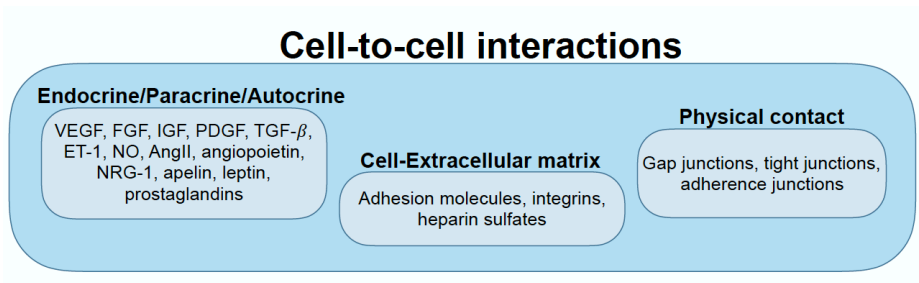 Cell-to-cell interactions
Endocrine/Paracrine/Autocrine
VEGF, FGF, IGF, PDGF, TGF-β,
ET-1, NO, AngII, angiopoietin,
NRG-1, apelin, leptin,
prostaglandins
Cell-Extracellular matrix
Adhesion molecules, integrins,
heparin sulfates
Physical contact
Gap junctions, tight junctions,
adherence junctions